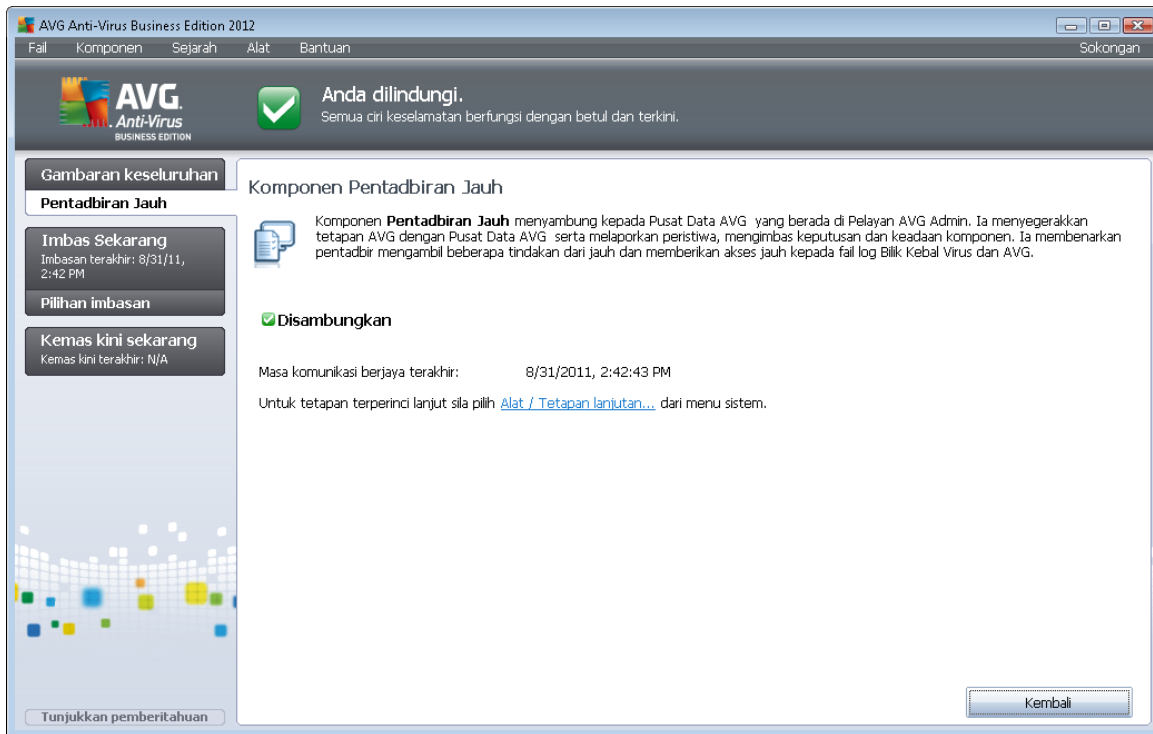 AVG Anti-Virus Business Edition 2012
Fail Komponen Sejarah Alat Bantuan Sokongan
AVG.
Anti-Virus
BUSINESS EDITION
Anda dilindungi.
Semua ciri keselamatan berfungsi dengan betul dan terkini.
Gambaran keseluruhan
Pentadbiran Jauh
Imbas Sekarang
Imbasan terakhir: 8/31/11,
2:42 PM
Pilihan imbasan
Kemas kini sekarang
Kemas kini terakhir: N/A
Tunjukkan pemberitahuan
Komponen Pentadbiran Jauh
Komponen Pentadbiran Jauh menyambung kepada Pusat Data AVG yang berada di Pelayan AVG Admin. Ia menyegerakkan
tetapan AVG dengan Pusat Data AVG serta melaporkan peristiwa, mengimbas keputusan dan keadaan komponen. Ia membenarkan
pentadbir mengambil beberapa tindakan dari jauh dan memberikan akses jauh kepada fail log Bilik Kebal Virus dan AVG.
Disambungkan
Masa komunikasi berjaya terakhir: 8/31/2011, 2:42:43 PM
Untuk tetapan terperinci lanjut sila pilih Alat / Tetapan lanjutan... dari menu sistem.
Kembali